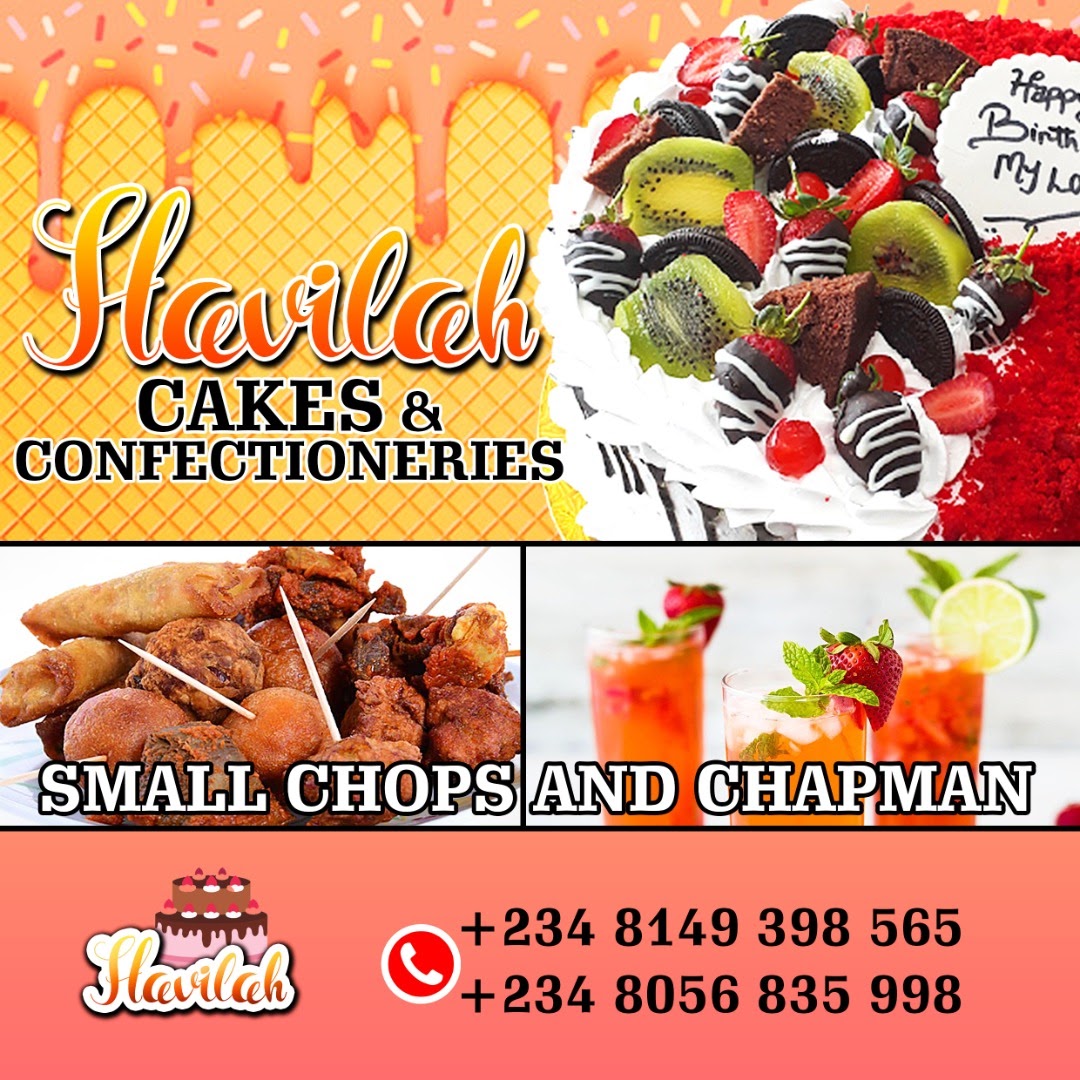 Havilah
CAKES &
CONFECTIONERIES
Happy
Birth
My Lo
SMALL CHOPS AND CHAPMAN
Havilah
+234 8149 398 565
+234 8056 835 998